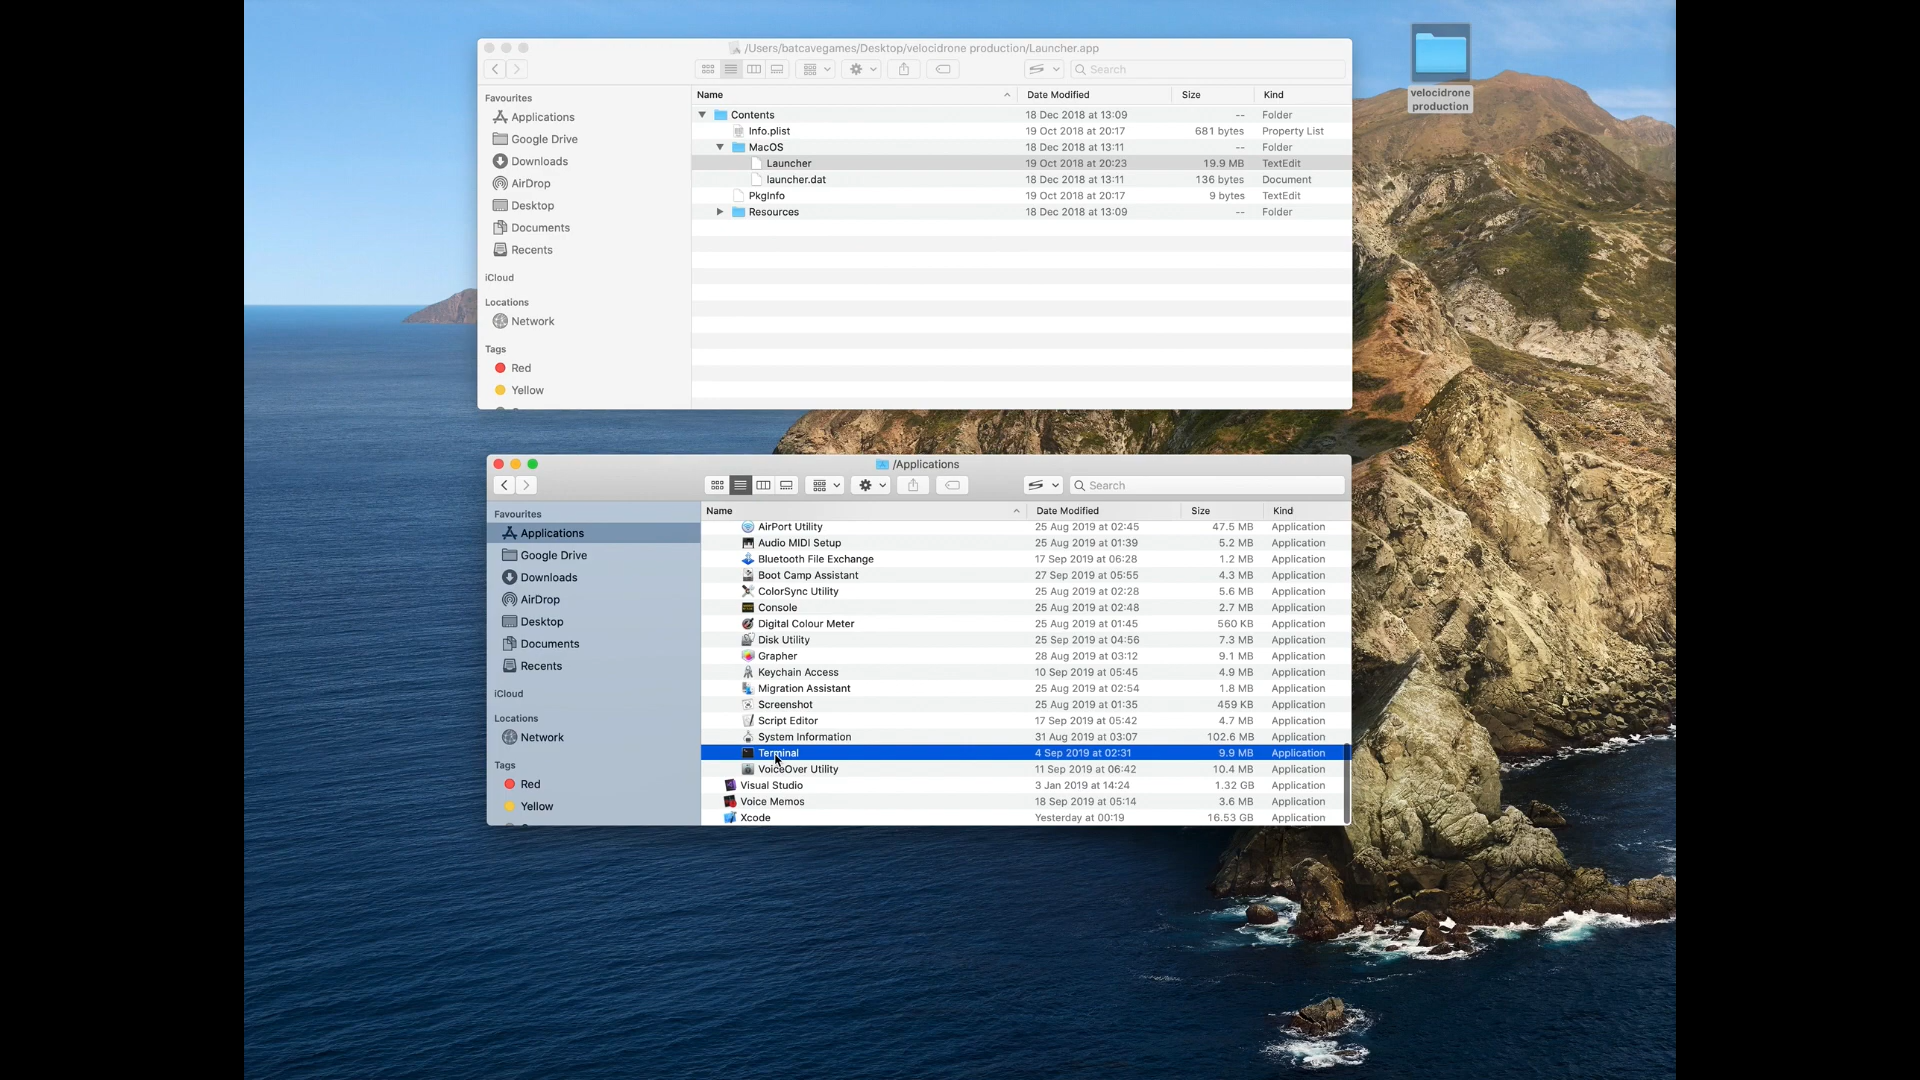 /Users/batcavegames/Desktop/velocidrone production/Launcher.app
Search
Favourites
Applications
Google Drive
Downloads
AirDrop
Desktop
Documents
Recents
iCloud
Locations
Network
Tags
Red
Yellow
Name Date Modified Size Kind
Contents 18 Dec 2018 at 13:09 -- Folder
Info.plist 19 Oct 2018 at 20:17 681 bytes Property List
MacOS 18 Dec 2018 at 13:11 -- Folder
Launcher 19 Oct 2018 at 20:23 19.9 MB TextEdit
launcher.dat 18 Dec 2018 at 13:11 136 bytes Document
PkgInfo 19 Oct 2018 at 20:17 9 bytes TextEdit
Resources 18 Dec 2018 at 13:09 -- Folder
velocidrone
production
/Applications
Search
Favourites
Applications
Google Drive
Downloads
AirDrop
Desktop
Documents
Recents
iCloud
Locations
Network
Tags
Red
Yellow
Name Date Modified Size Kind
AirPort Utility 25 Aug 2019 at 02:45 47.5 MB Application
Audio MIDI Setup 25 Aug 2019 at 01:39 5.2 MB Application
Bluetooth File Exchange 17 Sep 2019 at 06:28 1.2 MB Application
Boot Camp Assistant 27 Sep 2019 at 05:55 4.3 MB Application
ColorSync Utility 25 Aug 2019 at 02:28 5.6 MB Application
Console 25 Aug 2019 at 02:48 2.7 MB Application
Digital Colour Meter 25 Aug 2019 at 01:45 560 KB Application
Disk Utility 25 Sep 2019 at 04:56 7.3 MB Application
Grapher 28 Aug 2019 at 03:12 9.1 MB Application
Keychain Access 10 Sep 2019 at 05:45 4.9 MB Application
Migration Assistant 25 Aug 2019 at 02:54 1.8 MB Application
Screenshot 25 Aug 2019 at 01:35 459 KB Application
Script Editor 17 Sep 2019 at 05:42 4.7 MB Application
System Information 31 Aug 2019 at 03:07 102.6 MB Application
Terminal 4 Sep 2019 at 02:31 9.9 MB Application
VoiceOver Utility 11 Sep 2019 at 06:42 10.4 MB Application
Visual Studio 3 Jan 2019 at 14:24 1.32 GB Application
Voice Memos 18 Sep 2019 at 05:14 3.6 MB Application
Xcode Yesterday at 00:19 16.53 GB Application